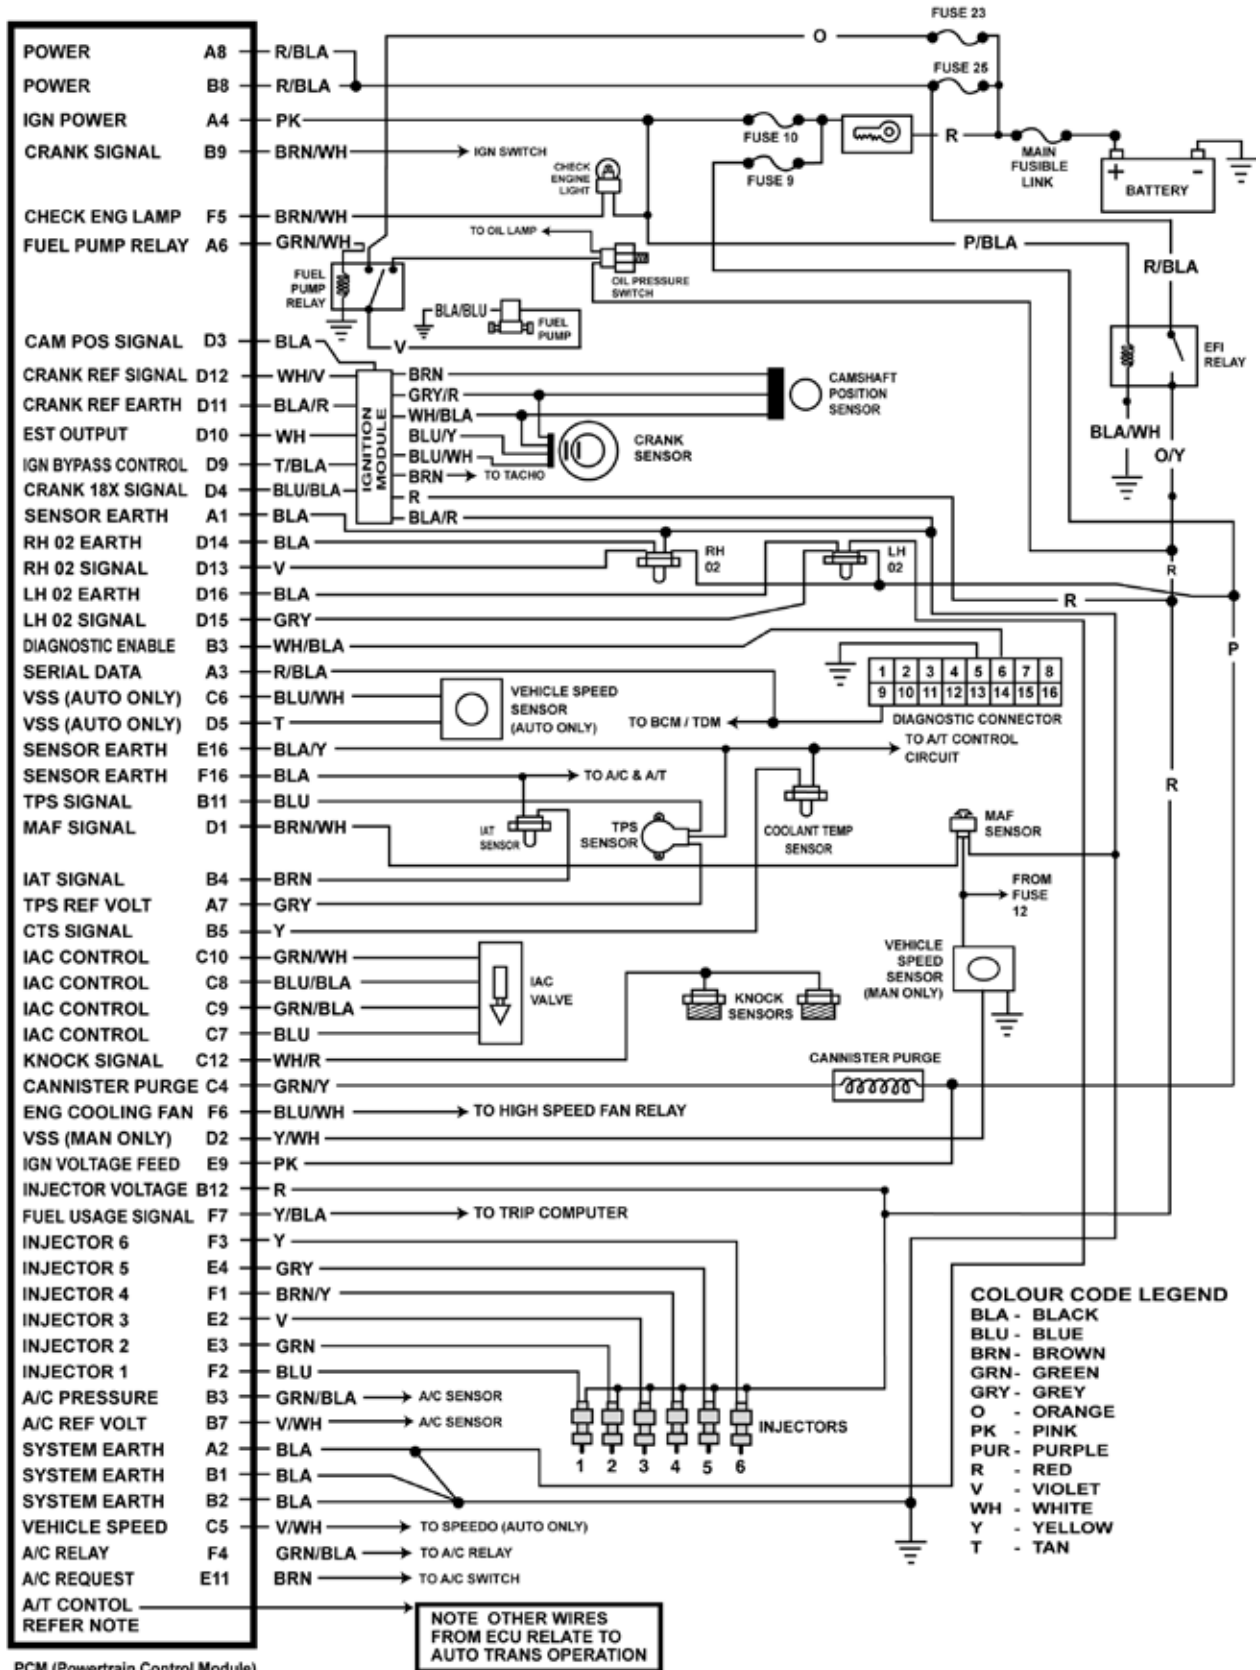 FUSE 23
O
POWER A8 R/BLA
FUSE 25
POWER B8 R/BLA
IGN POWER A4 PK
FUSE 10
R
MAIN
FUSIBLE
LINK
+ -
BATTERY
CRANK SIGNAL B9 BRN/WH IGN SWITCH
CHECK
ENGINE
LIGHT
FUSE 9
CHECK ENG LAMP F5 BRN/WH
TO OIL LAMP
FUEL PUMP RELAY A6 GRN/WH
P/BLA
R/BLA
FUEL
PUMP
RELAY
OIL PRESSURE
SWITCH
BLA/BLU
FUEL
PUMP
V
EFI
RELAY
CAM POS SIGNAL D3 BLA
CRANK REF SIGNAL D12 WH/V
CRANK REF EARTH D11 BLA/R
EST OUTPUT D10 WH
IGN BYPASS CONTROL D9 T/BLA
CRANK 18X SIGNAL D4 BLU/BLA
IGNITION
MODULE
BRN
GRY/R
WH/BLA
BLU/Y
BLU/WH
BRN TO TACHO
R
BLA/R
CAMSHAFT
POSITION
SENSOR
CRANK
SENSOR
BLA/WH
O/Y
SENSOR EARTH A1 BLA
RH 02 EARTH D14 BLA
RH
02
LH
02
RH 02 SIGNAL D13 V
R
LH 02 EARTH D16 BLA
R
LH 02 SIGNAL D15 GRY
DIAGNOSTIC ENABLE B3 WH/BLA
P
SERIAL DATA A3 R/BLA
1 2 3 4 5 6 7 8
9 10 11 12 13 14 15 16
DIAGNOSTIC CONNECTOR
VSS (AUTO ONLY) C6 BLU/WH
VEHICLE SPEED
SENSOR
(AUTO ONLY)
TO BCM / TDM
VSS (AUTO ONLY) D5 T
SENSOR EARTH E16 BLA/Y
TO A/T CONTROL
CIRCUIT
SENSOR EARTH F16 BLA TO A/C & A/T
R
TPS SIGNAL B11 BLU
MAF SIGNAL D1 BRN/WH
IAT
SENSOR
TPS
SENSOR
COOLANT TEMP
SENSOR
MAF
SENSOR
IAT SIGNAL B4 BRN
FROM
FUSE
12
TPS REF VOLT A7 GRY
CTS SIGNAL B5 Y
IAC CONTROL C10 GRN/WH
VEHICLE
SPEED
SENSOR
(MAN ONLY)
IAC CONTROL C8 BLU/BLA
IAC
VALVE
KNOCK
SENSORS
IAC CONTROL C9 GRN/BLA
IAC CONTROL C7 BLU
KNOCK SIGNAL C12 WH/R
CANNISTER PURGE
CANNISTER PURGE C4 GRN/Y
ENG COOLING FAN F6 BLU/WH TO HIGH SPEED FAN RELAY
VSS (MAN ONLY) D2 Y/WH
IGN VOLTAGE FEED E9 PK
INJECTOR VOLTAGE B12 R
FUEL USAGE SIGNAL F7 Y/BLA TO TRIP COMPUTER
INJECTOR 6 F3 Y
INJECTOR 5 E4 GRY
INJECTOR 4 F1 BRN/Y
INJECTOR 3 E2 V
INJECTOR 2 E3 GRN
INJECTOR 1 F2 BLU
A/C PRESSURE B3 GRN/BLA A/C SENSOR
A/C REF VOLT B7 V/WH A/C SENSOR
INJECTORS
1 2 3 4 5 6
SYSTEM EARTH A2 BLA
SYSTEM EARTH B1 BLA
SYSTEM EARTH B2 BLA
VEHICLE SPEED C5 V/WH TO SPEEDO (AUTO ONLY)
A/C RELAY F4 GRN/BLA TO A/C RELAY
A/C REQUEST E11 BRN TO A/C SWITCH
A/T CONTOL
REFER NOTE
NOTE OTHER WIRES
FROM ECU RELATE TO
AUTO TRANS OPERATION
COLOUR CODE LEGEND
BLA - BLACK
BLU - BLUE
BRN - BROWN
GRN - GREEN
GRY - GREY
O - ORANGE
PK - PINK
PUR - PURPLE
R - RED
V - VIOLET
WH - WHITE
Y - YELLOW
T - TAN
PCM (Powertrain Control Module)